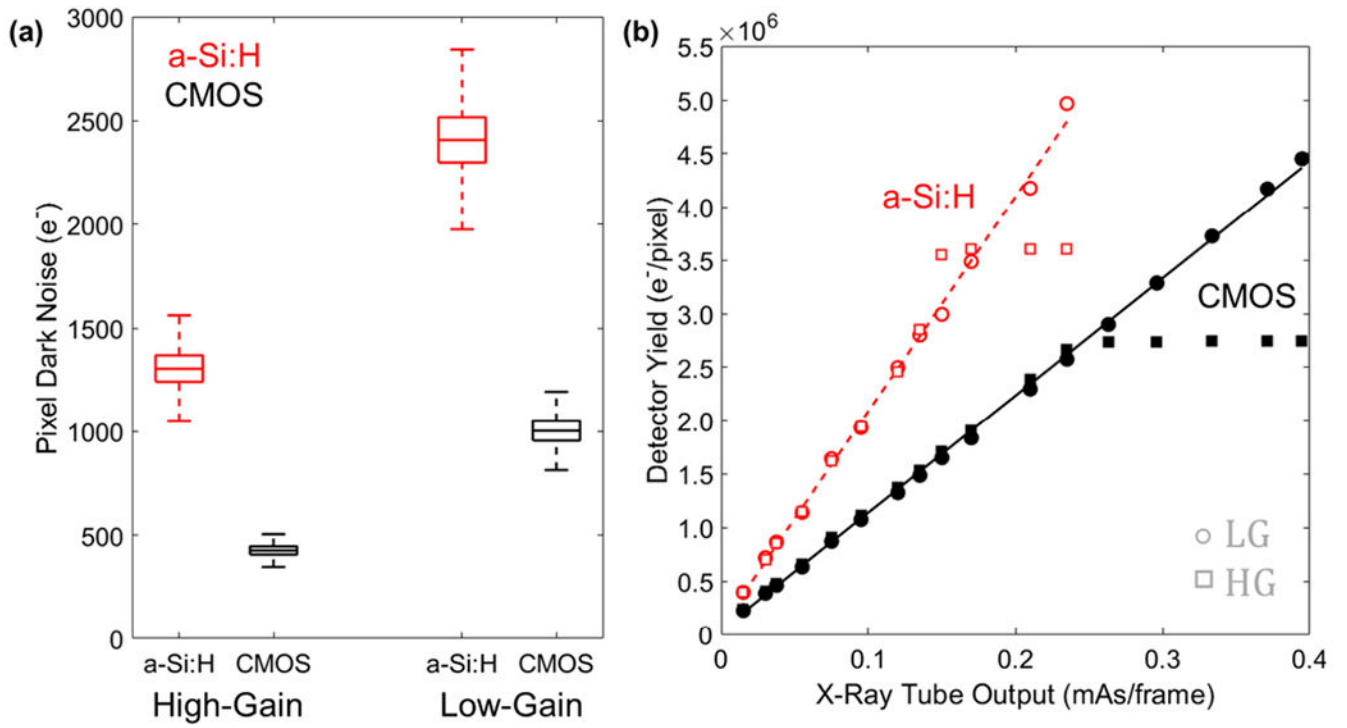 (a)
3000
2500
2000
1500
1000
500
0
Pixel Dark Noise (e⁻)
a-Si:H
CMOS
a-Si:H CMOS a-Si:H CMOS
High-Gain Low-Gain
(b)
×10⁶
5.5
5.0
4.5
4.0
3.5
3.0
2.5
2.0
1.5
1.0
0.5
0
Detector Yield (e⁻/pixel)
a-Si:H
CMOS
LG
HG
0 0.1 0.2 0.3 0.4
X-Ray Tube Output (mAs/frame)